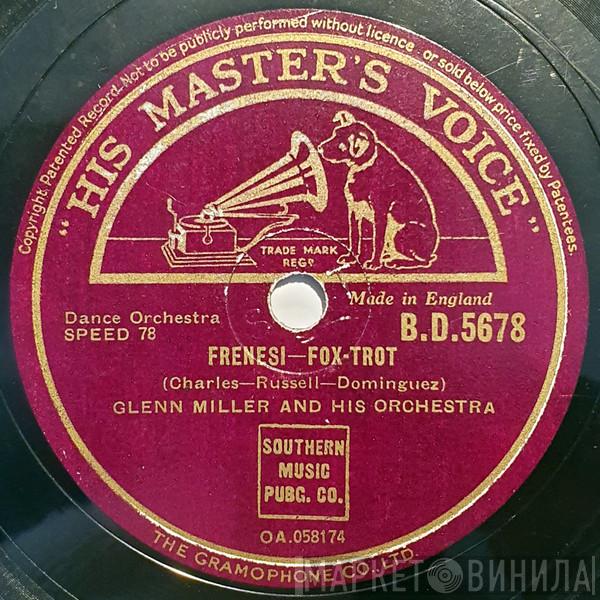 Copyright. Patented Record. Not to be publicly performed without licence - or sold below price fixed by Patentees.
"HIS MASTER'S VOICE"
TRADE MARK
REGD
Made in England
Dance Orchestra
SPEED 78
B.D.5678
FRENESI—FOX-TROT
(Charles—Russell—Dominguez)
GLENN MILLER AND HIS ORCHESTRA
SOUTHERN
MUSIC
PUBG. CO.
OA.058174
THE GRAMOPHONE CO., LTD.
МАРКЕТ ВИНИЛА